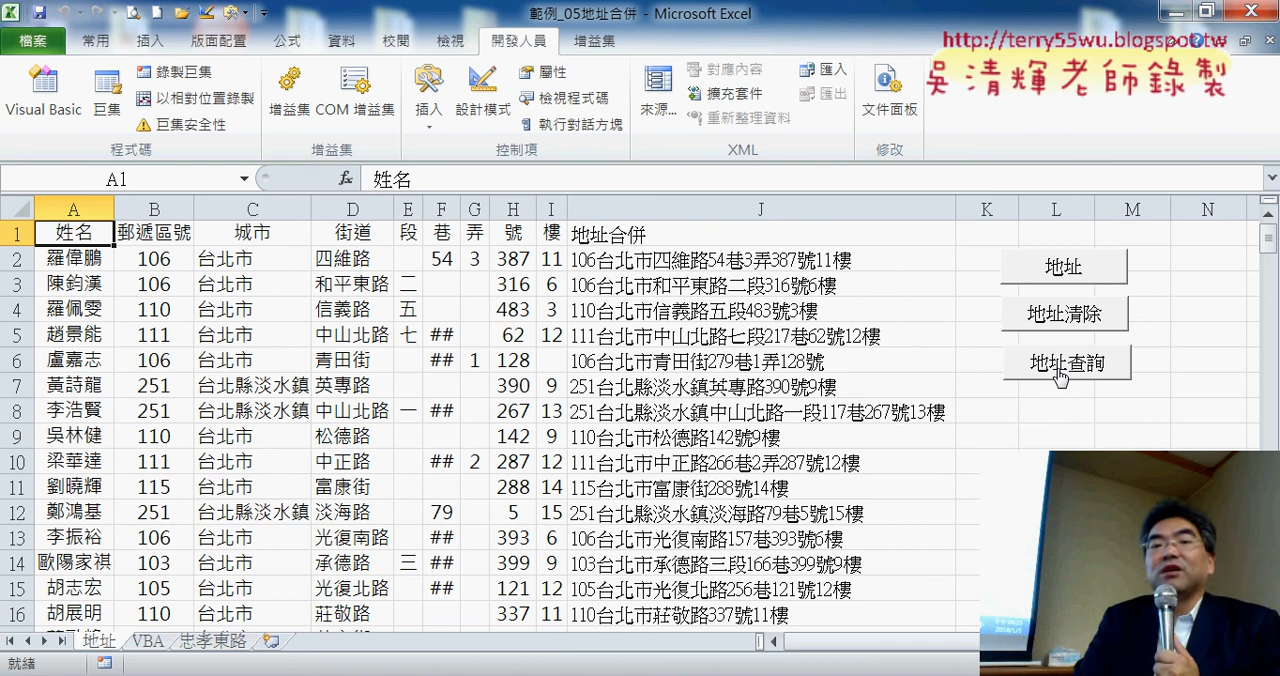 範例_05地址合併 - Microsoft Excel
檔案 常用 插入 版面配置 公式 資料 校閱 檢視 開發人員 增益集
http://terry55wu.blogspot.tw
吳清輝老師錄製
Visual Basic 巨集 錄製巨集 以相對位置錄製 巨集安全性 增益集 COM 增益集 插入 設計模式 屬性 檢視程式碼 執行對話方塊 來源... 對應內容 擴充套件 重新整理資料 匯入 匯出 文件面板
程式碼 增益集 控制項 XML 修改
A1 fx 姓名
A B C D E F G H I J K L M N
1 姓名 郵遞區號 城市 街道 段 巷 弄 號 樓 地址合併
2 羅偉鵬 106 台北市 四維路 54 3 387 11 106台北市四維路54巷3弄387號11樓
3 陳鈞漢 106 台北市 和平東路 二 316 6 106台北市和平東路二段316號6樓
4 羅佩雯 110 台北市 信義路 五 483 3 110台北市信義路五段483號3樓
5 趙景能 111 台北市 中山北路 七 ## 62 12 111台北市中山北路七段217巷62號12樓
6 盧嘉志 106 台北市 青田街 ## 1 128 106台北市青田街279巷1弄128號
7 黃詩龍 251 台北縣淡水鎮 英專路 390 9 251台北縣淡水鎮英專路390號9樓
8 李浩賢 251 台北縣淡水鎮 中山北路 一 ## 267 13 251台北縣淡水鎮中山北路一段117巷267號13樓
9 吳林健 110 台北市 松德路 142 9 110台北市松德路142號9樓
10 梁華達 111 台北市 中正路 ## 2 287 12 111台北市中正路266巷2弄287號12樓
11 劉曉輝 115 台北市 富康街 288 14 115台北市富康街288號14樓
12 鄭鴻基 251 台北縣淡水鎮 淡海路 79 5 15 251台北縣淡水鎮淡海路79巷5號15樓
13 李振裕 106 台北市 光復南路 ## 393 6 106台北市光復南路157巷393號6樓
14 歐陽家祺 103 台北市 承德路 三 ## 399 9 103台北市承德路三段166巷399號9樓
15 胡志宏 105 台北市 光復北路 ## 121 12 105台北市光復北路256巷121號12樓
16 胡展明 110 台北市 莊敬路 337 11 110台北市莊敬路337號11樓
地址
地址清除
地址查詢
地址 VBA 忠孝東路
就緒